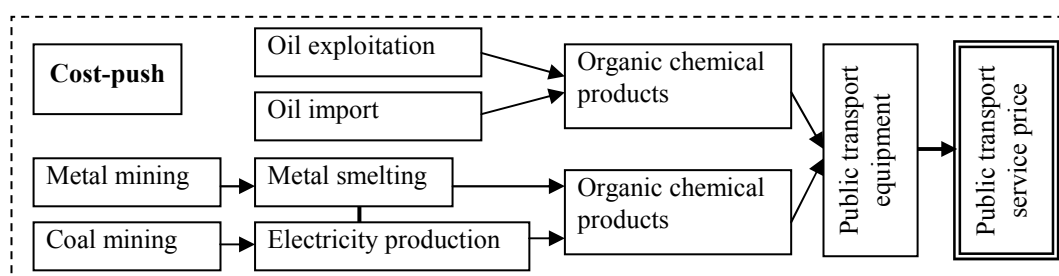 Cost-push
Oil exploitation
Oil import
Organic chemical
products
Metal mining
Metal smelting
Coal mining
Electricity production
Organic chemical
products
Public transport
equipment
Public transport
service price